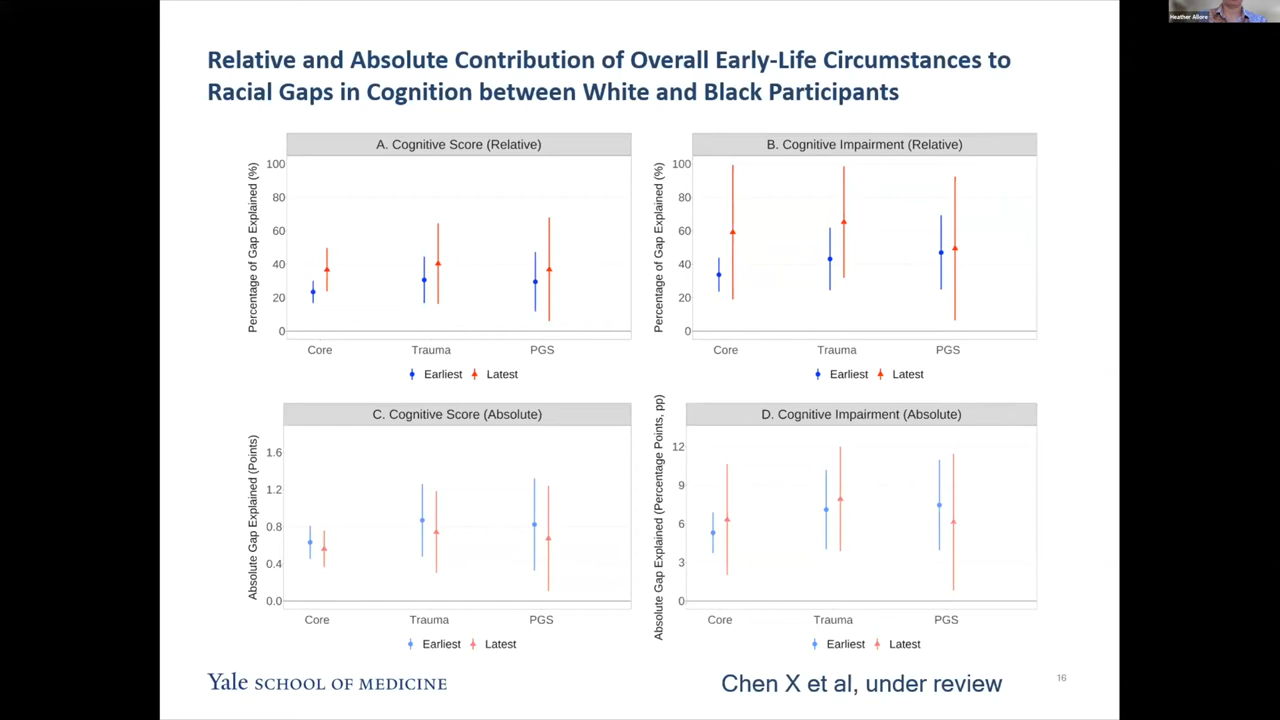 Heather Allore
Relative and Absolute Contribution of Overall Early-Life Circumstances to
Racial Gaps in Cognition between White and Black Participants
A. Cognitive Score (Relative)
Percentage of Gap Explained (%)
100
80
60
40
20
0
Core Trauma PGS
Earliest Latest
B. Cognitive Impairment (Relative)
Percentage of Gap Explained (%)
100
80
60
40
20
0
Core Trauma PGS
Earliest Latest
C. Cognitive Score (Absolute)
Absolute Gap Explained (Points)
1.6
1.2
0.8
0.4
0.0
Core Trauma PGS
Earliest Latest
D. Cognitive Impairment (Absolute)
Absolute Gap Explained (Percentage Points, pp)
12
9
6
3
0
Core Trauma PGS
Earliest Latest
Yale SCHOOL OF MEDICINE
Chen X et al, under review
16